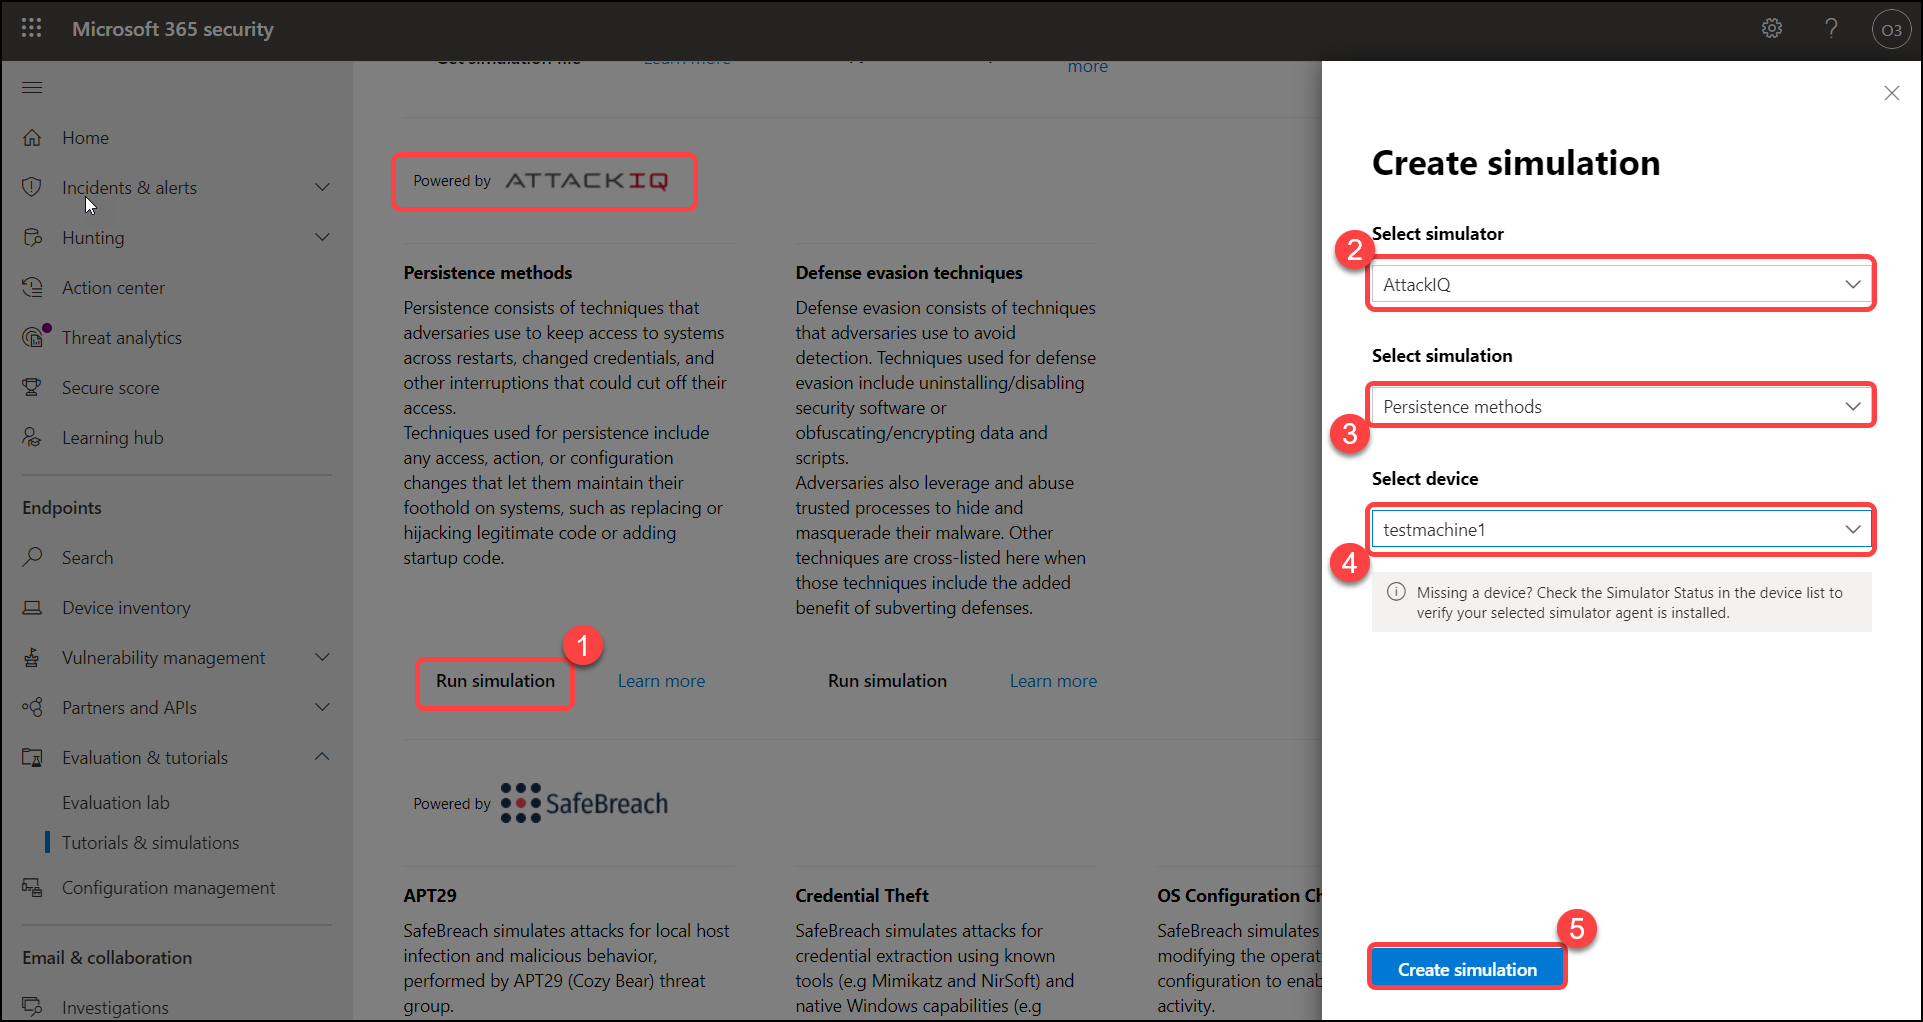 Microsoft 365 security
O3
Home
Incidents & alerts
Hunting
Action center
Threat analytics
Secure score
Learning hub
Endpoints
Search
Device inventory
Vulnerability management
Partners and APIs
Evaluation & tutorials
Evaluation lab
Tutorials & simulations
Configuration management
Email & collaboration
Investigations
Get simulation file
Learn more
more
Powered by ATTACKIQ
Persistence methods
Persistence consists of techniques that
adversaries use to keep access to systems
across restarts, changed credentials, and
other interruptions that could cut off their
access.
Techniques used for persistence include
any access, action, or configuration
changes that let them maintain their
foothold on systems, such as replacing or
hijacking legitimate code or adding
startup code.
1
Run simulation
Learn more
Defense evasion techniques
Defense evasion consists of techniques
that adversaries use to avoid
detection. Techniques used for defense
evasion include uninstalling/disabling
security software or
obfuscating/encrypting data and
scripts.
Adversaries also leverage and abuse
trusted processes to hide and
masquerade their malware. Other
techniques are cross-listed here when
those techniques include the added
benefit of subverting defenses.
Run simulation
Learn more
Powered by SafeBreach
APT29
SafeBreach simulates attacks for local host
infection and malicious behavior,
performed by APT29 (Cozy Bear) threat
group.
Credential Theft
SafeBreach simulates attacks for
credential extraction using known
tools (e.g Mimikatz and NirSoft) and
native Windows capabilities (e.g
OS Configuration Ch
SafeBreach simulates
modifying the operat
configuration to enab
activity.
Create simulation
Select simulator
2
AttackIQ
Select simulation
Persistence methods
3
Select device
testmachine1
4
Missing a device? Check the Simulator Status in the device list to
verify your selected simulator agent is installed.
5
Create simulation